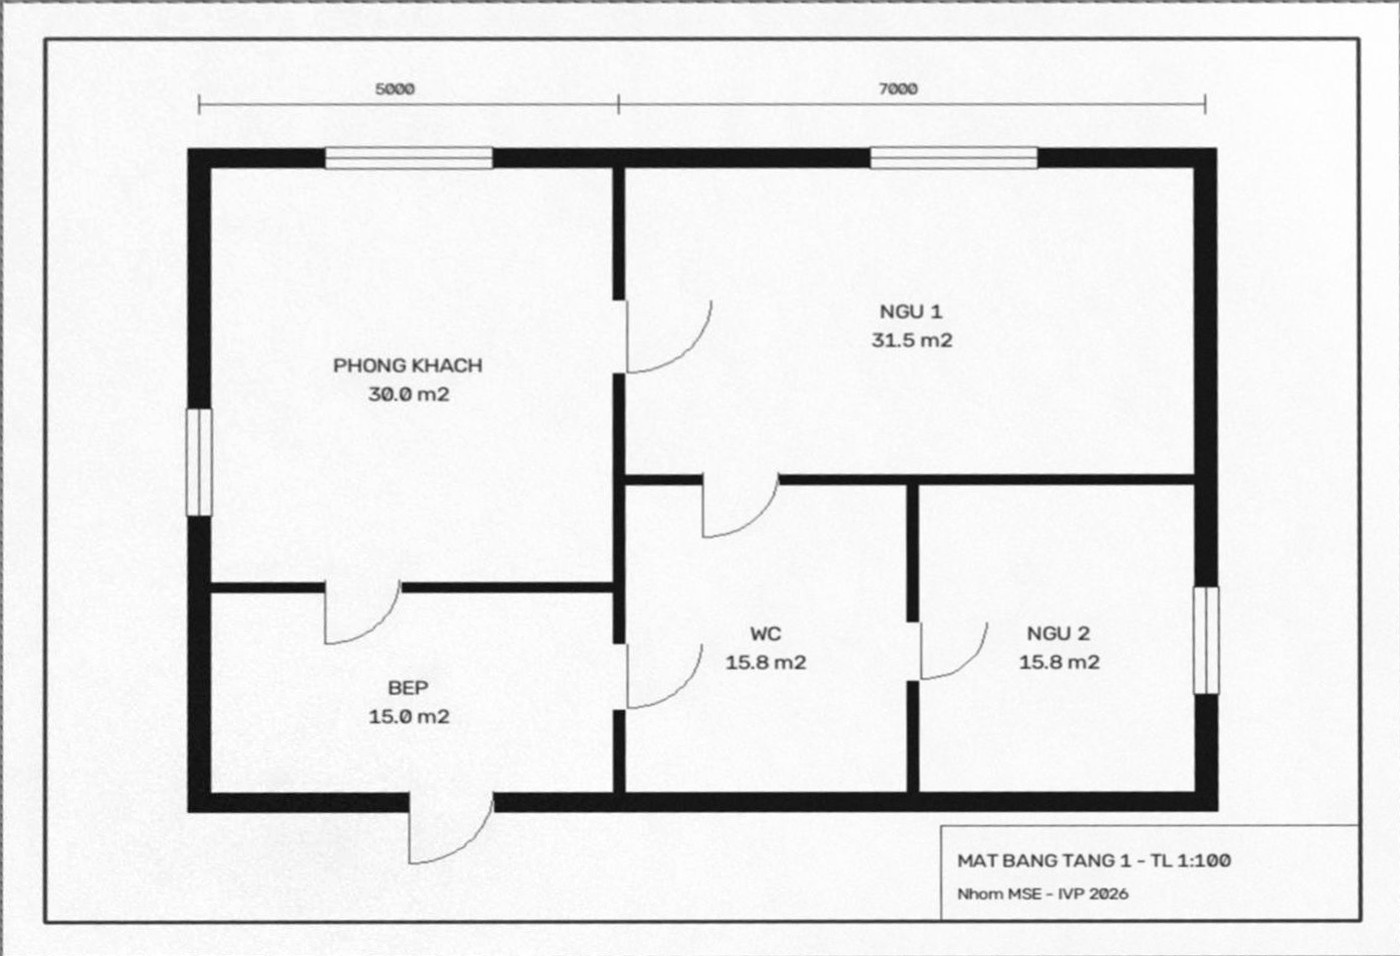 5000
7000
PHONG KHACH
30.0 m2
NGU 1
31.5 m2
BEP
15.0 m2
WC
15.8 m2
NGU 2
15.8 m2
MAT BANG TANG 1 - TL 1:100
Nhom MSE - IVP 2026